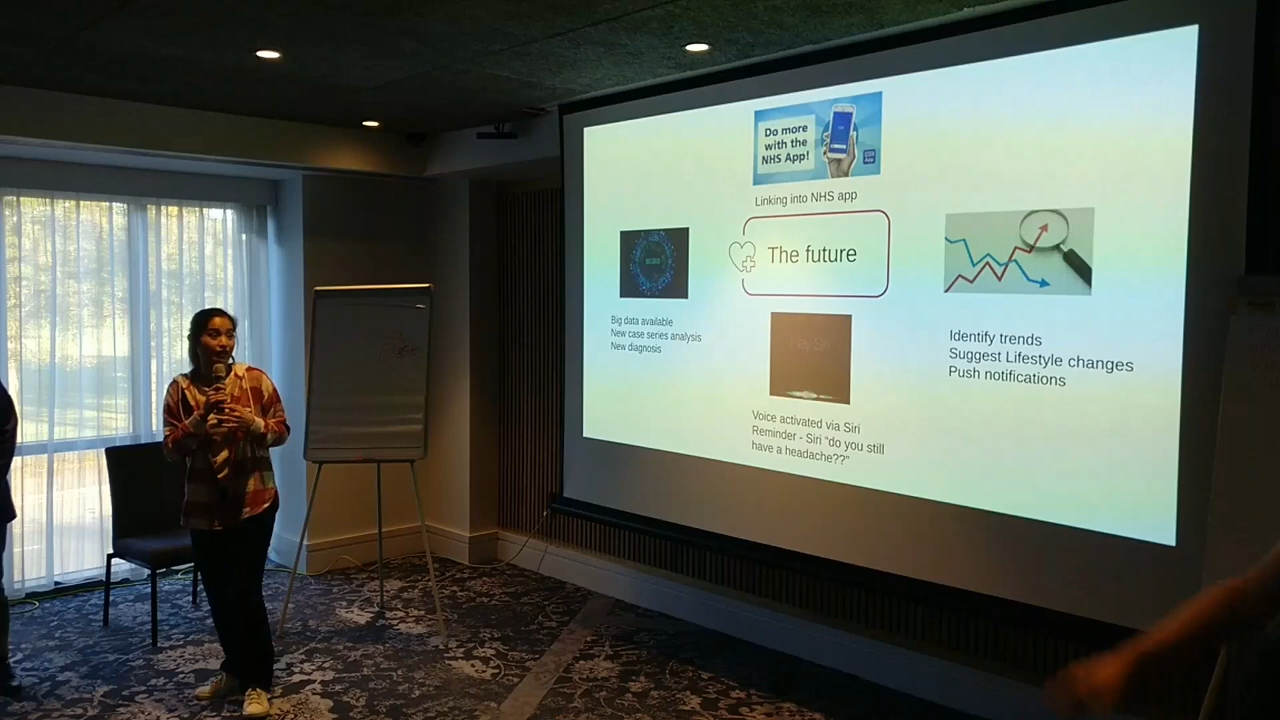 Do more
with the
NHS App!
Linking into NHS app
The future
Big data available
New case series analysis
New diagnosis
Identify trends
Suggest Lifestyle changes
Push notifications
Hey Siri
Voice activated via Siri
Reminder - Siri "do you still
have a headache??"